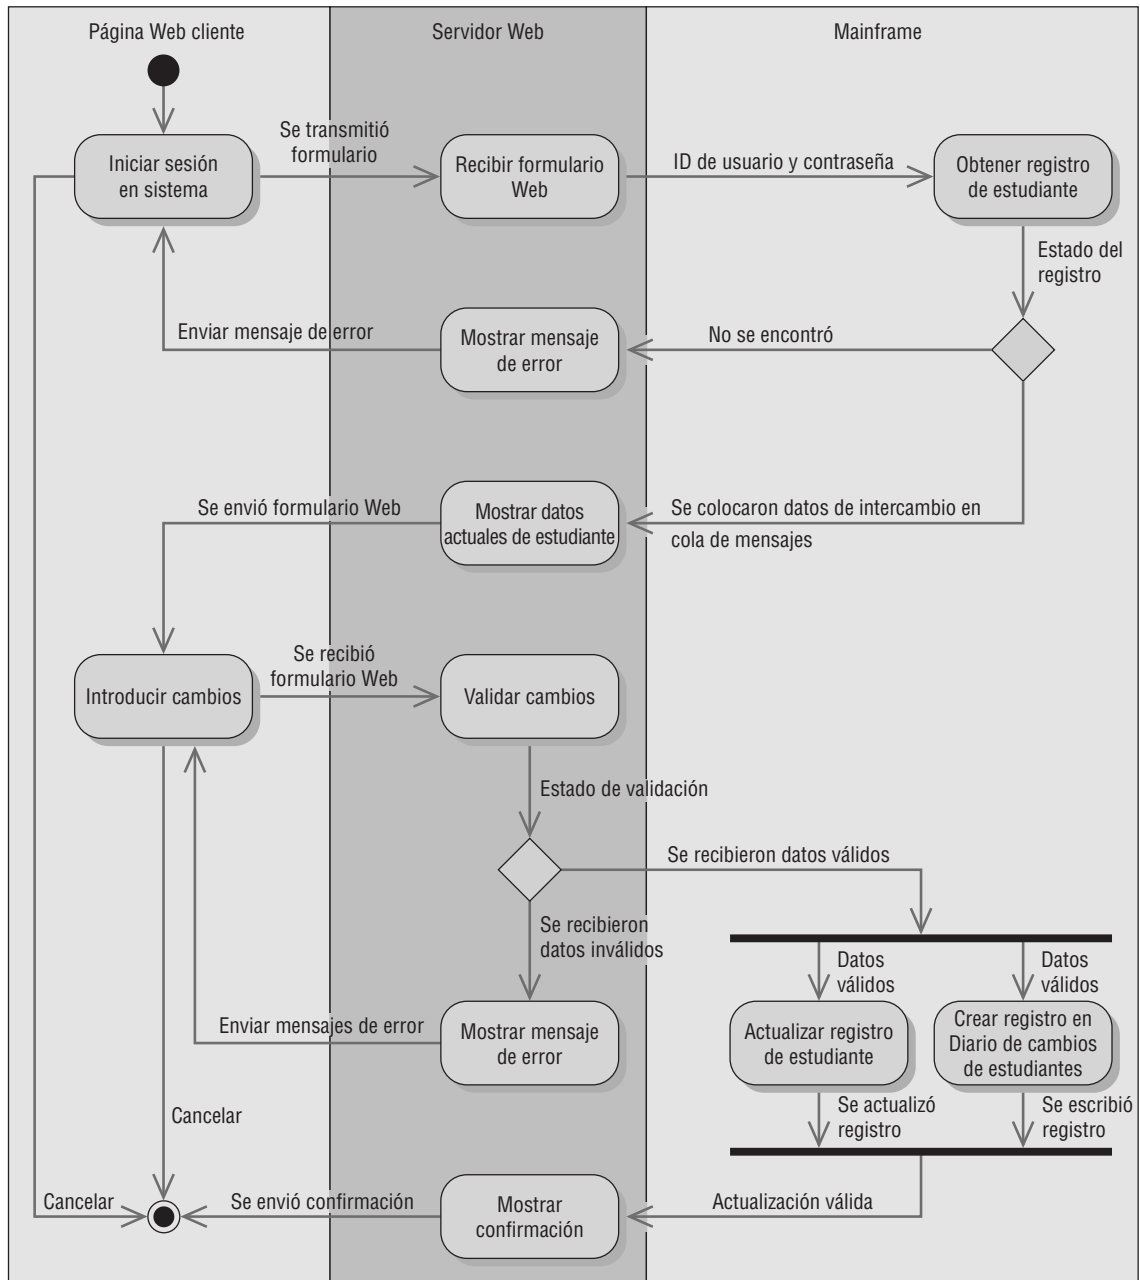 Página Web cliente
Servidor Web
Mainframe
Iniciar sesión
en sistema
Se transmitió
formulario
Recibir formulario
Web
ID de usuario y contraseña
Obtener registro
de estudiante
Estado del
registro
Enviar mensaje de error
Mostrar mensaje
de error
No se encontró
Se envió formulario Web
Mostrar datos
actuales de estudiante
Se colocaron datos de intercambio en
cola de mensajes
Introducir cambios
Se recibió
formulario Web
Validar cambios
Estado de validación
Se recibieron datos válidos
Se recibieron
datos inválidos
Datos
válidos
Datos
válidos
Enviar mensajes de error
Mostrar mensaje
de error
Actualizar registro
de estudiante
Crear registro en
Diario de cambios
de estudiantes
Cancelar
Se actualizó
registro
Se escribió
registro
Cancelar
Se envió confirmación
Mostrar
confirmación
Actualización válida